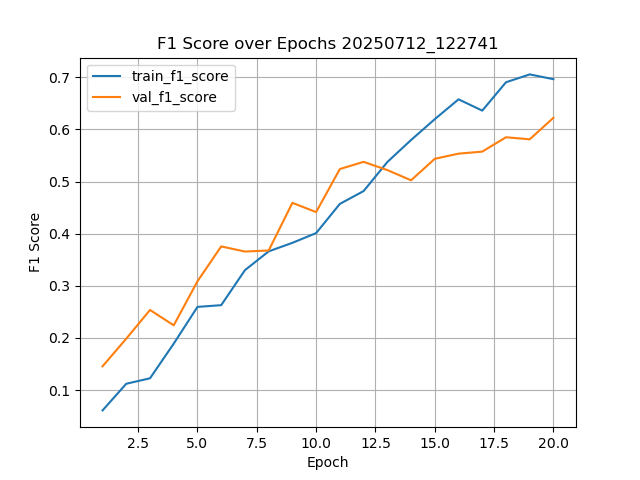 F1 Score over Epochs 20250712_122741
train_f1_score
val_f1_score
F1 Score
0.7
0.6
0.5
0.4
0.3
0.2
0.1
2.5 5.0 7.5 10.0 12.5 15.0 17.5 20.0
Epoch